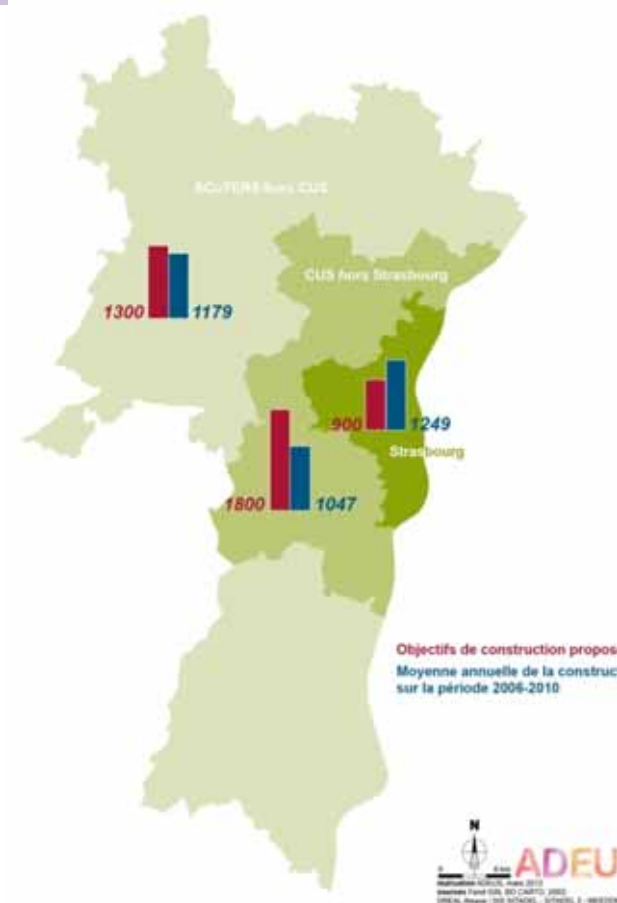 SCoTERS hors CUS
CUS hors Strasbourg
1300 1179
900 1249
Strasbourg
1800 1047
Objectifs de construction propos
Moyenne annuelle de la construc
sur la période 2006-2010
N
ADEU